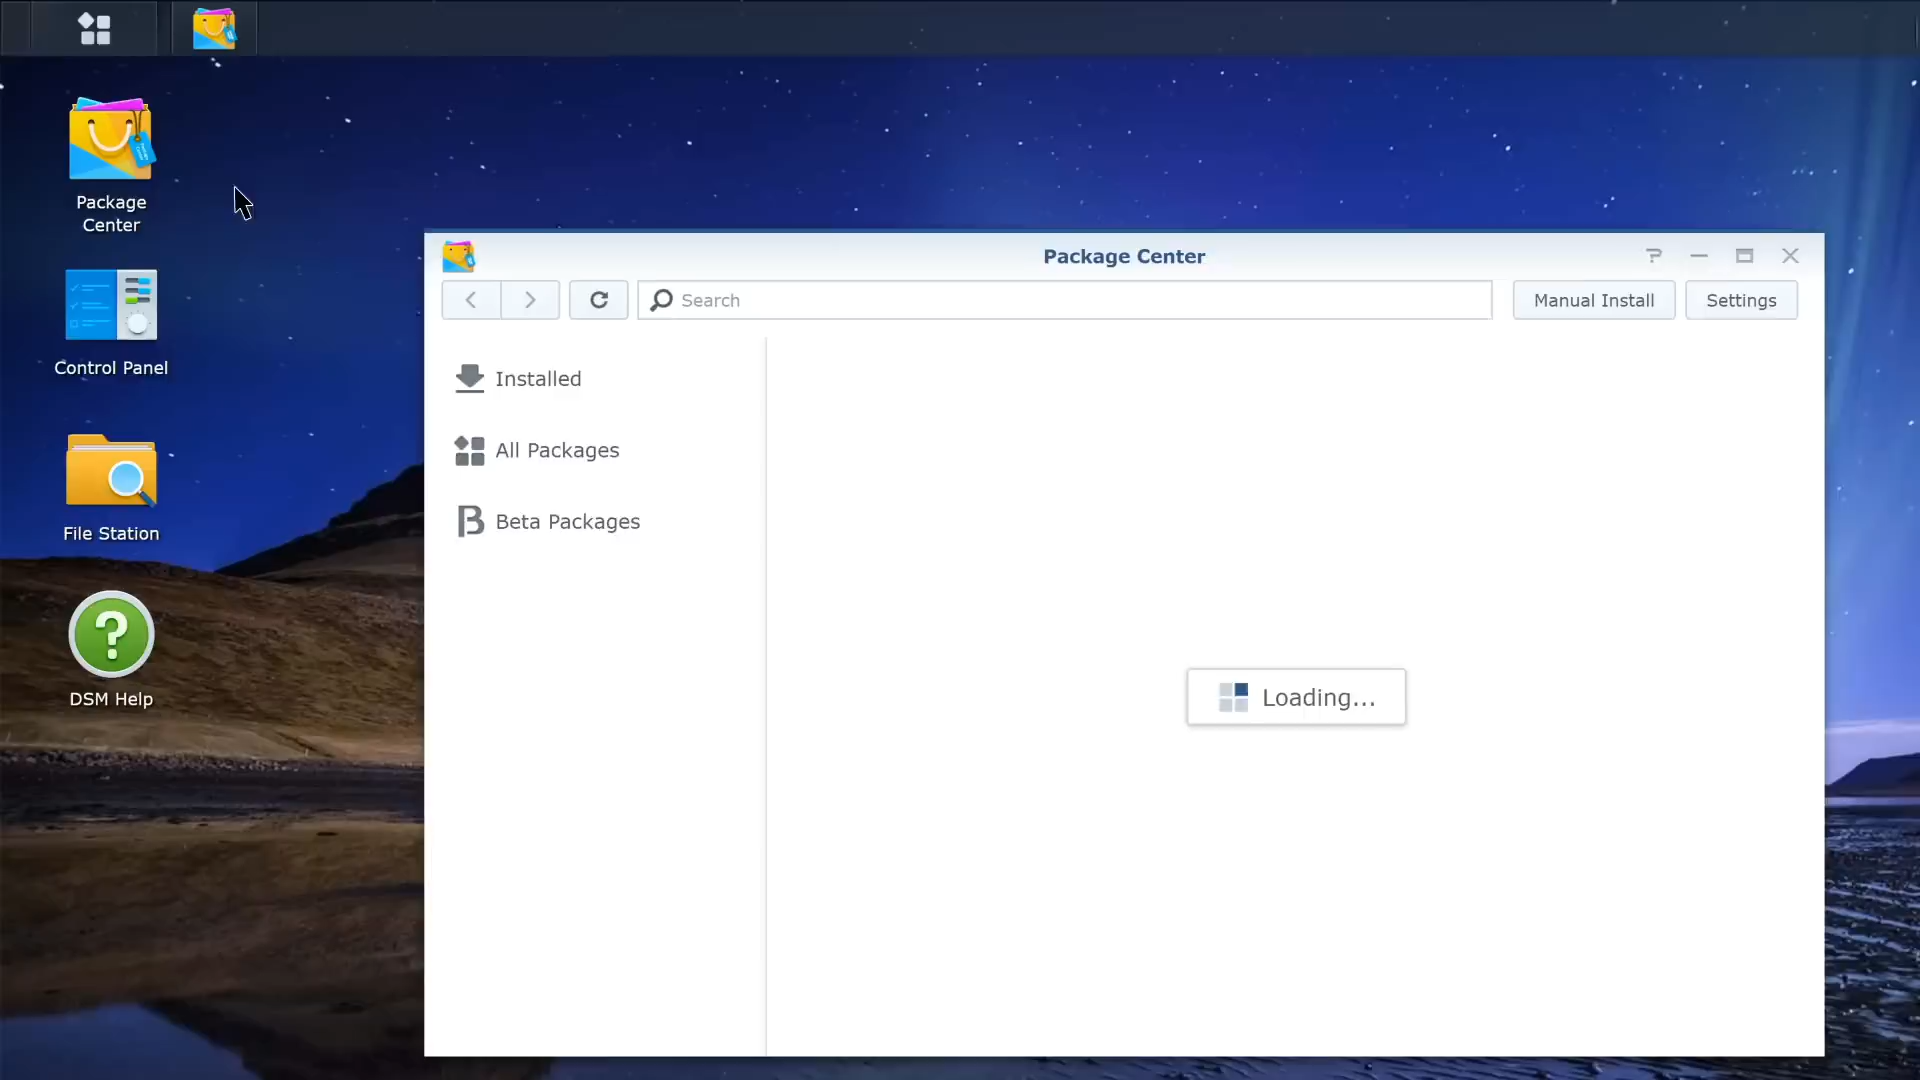 Package
Center
Control Panel
File Station
DSM Help
Package Center
Search
Manual Install
Settings
Installed
All Packages
Beta Packages
Loading...